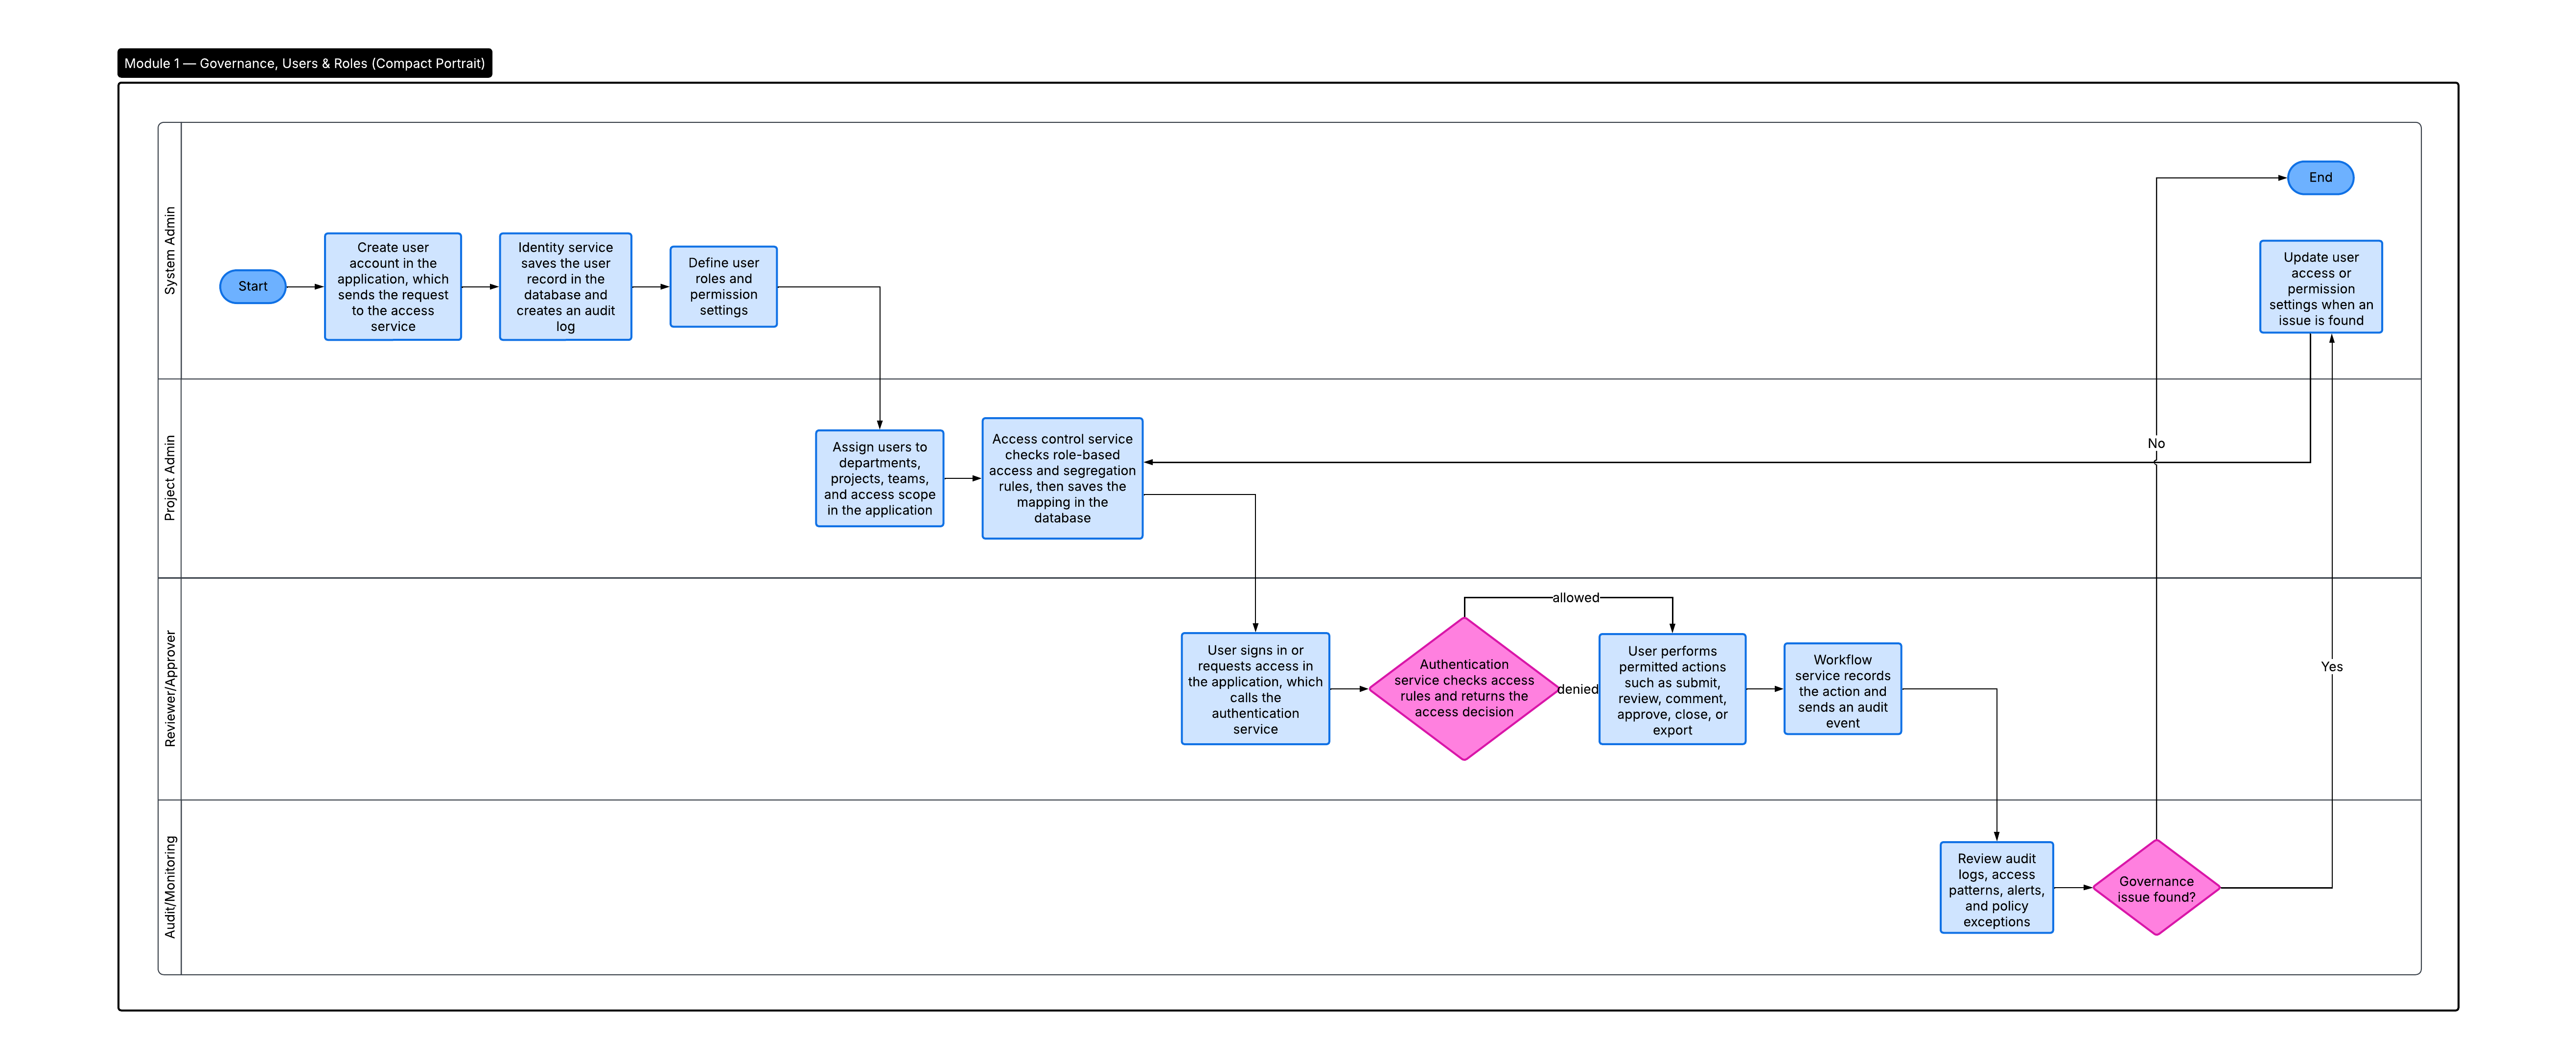 Module 1 — Governance, Users & Roles (Compact Portrait)
System Admin
Start
Create user
account in the
application, which
sends the request
to the access
service
Identity service
saves the user
record in the
database and
creates an audit
log
Define user
roles and
permission
settings
End
Update user
access or
permission
settings when an
issue is found
Project Admin
Assign users to
departments,
projects, teams,
and access scope
in the application
Access control service
checks role-based
access and segregation
rules, then saves the
mapping in the
database
No
Reviewer/Approver
User signs in or
requests access in
the application, which
calls the
authentication
service
Authentication
service checks access
rules and returns the
access decision
allowed
denied
User performs
permitted actions
such as submit,
review, comment,
approve, close, or
export
Workflow
service records
the action and
sends an audit
event
Yes
Audit/Monitoring
Review audit
logs, access
patterns, alerts,
and policy
exceptions
Governance
issue found?